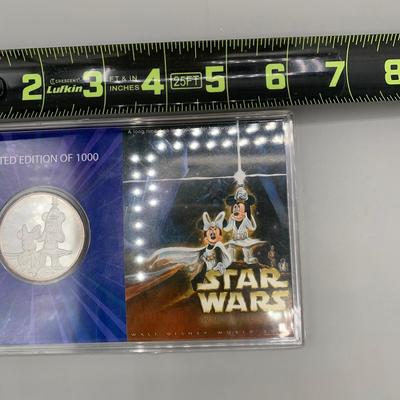 2 3 4 5 6 7 8
CRESCENT
Lufkin
FT & IN
INCHES
25FT
A long time ago
TED EDITION OF 1000
STAR
WARS
WALT DISNEY WORLD